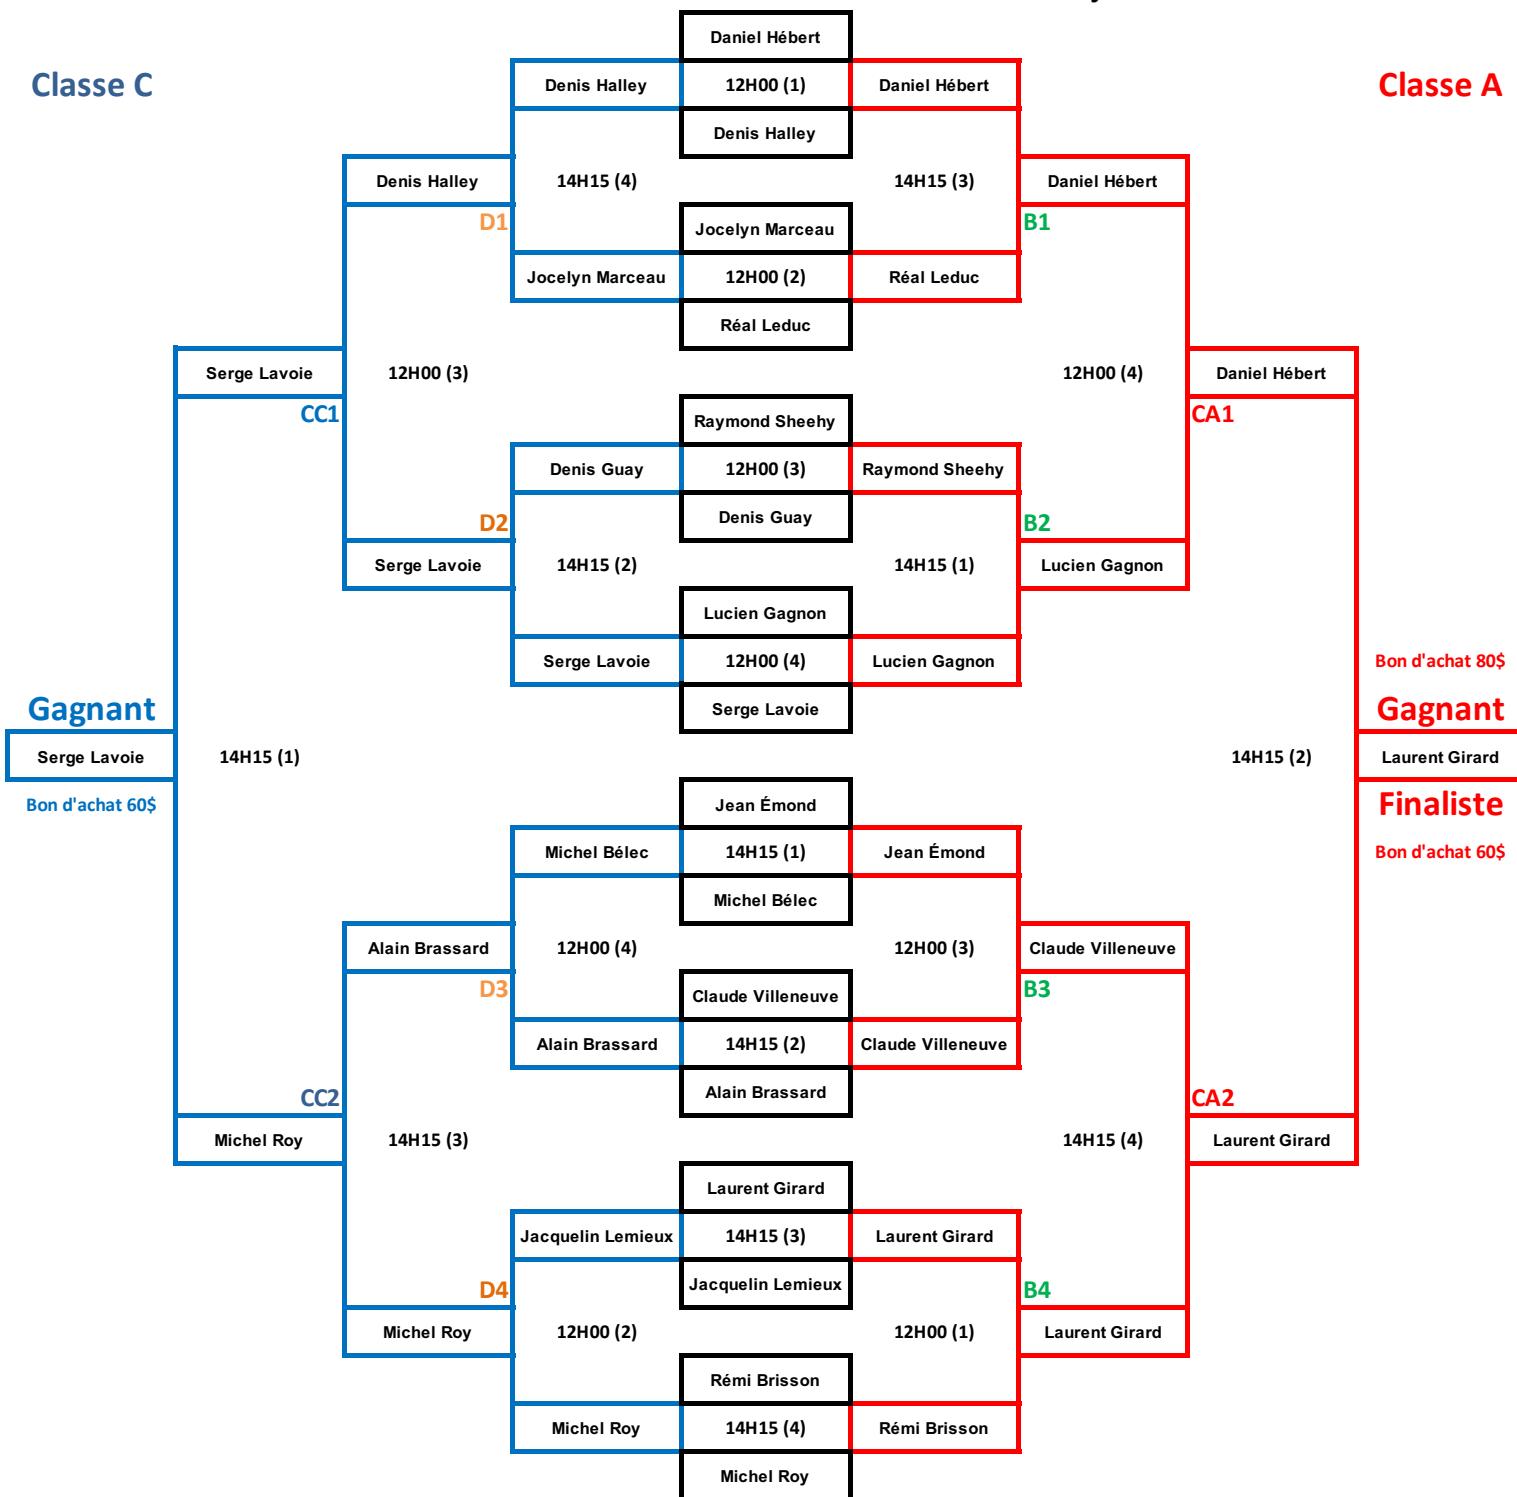 Daniel Hébert
Classe C
Denis Halley
12H00 (1)
Daniel Hébert
Classe A
Denis Halley
Denis Halley
14H15 (4)
14H15 (3)
Daniel Hébert
D1
Jocelyn Marceau
B1
Jocelyn Marceau
12H00 (2)
Réal Leduc
Réal Leduc
Serge Lavoie
12H00 (3)
12H00 (4)
Daniel Hébert
CC1
Raymond Sheehy
CA1
Denis Guay
12H00 (3)
Raymond Sheehy
D2
Denis Guay
B2
Serge Lavoie
14H15 (2)
14H15 (1)
Lucien Gagnon
Lucien Gagnon
Serge Lavoie
12H00 (4)
Lucien Gagnon
Bon d'achat 80$
Gagnant
Serge Lavoie
Gagnant
Serge Lavoie
14H15 (1)
14H15 (2)
Laurent Girard
Bon d'achat 60$
Jean Émond
Finaliste
Michel Bélec
14H15 (1)
Jean Émond
Bon d'achat 60$
Michel Bélec
Alain Brassard
12H00 (4)
12H00 (3)
Claude Villeneuve
D3
Claude Villeneuve
B3
Alain Brassard
14H15 (2)
Claude Villeneuve
CC2
Alain Brassard
CA2
Michel Roy
14H15 (3)
14H15 (4)
Laurent Girard
Laurent Girard
Jacquelin Lemieux
14H15 (3)
Laurent Girard
D4
Jacquelin Lemieux
B4
Michel Roy
12H00 (2)
12H00 (1)
Laurent Girard
Rémi Brisson
Michel Roy
14H15 (4)
Rémi Brisson
Michel Roy